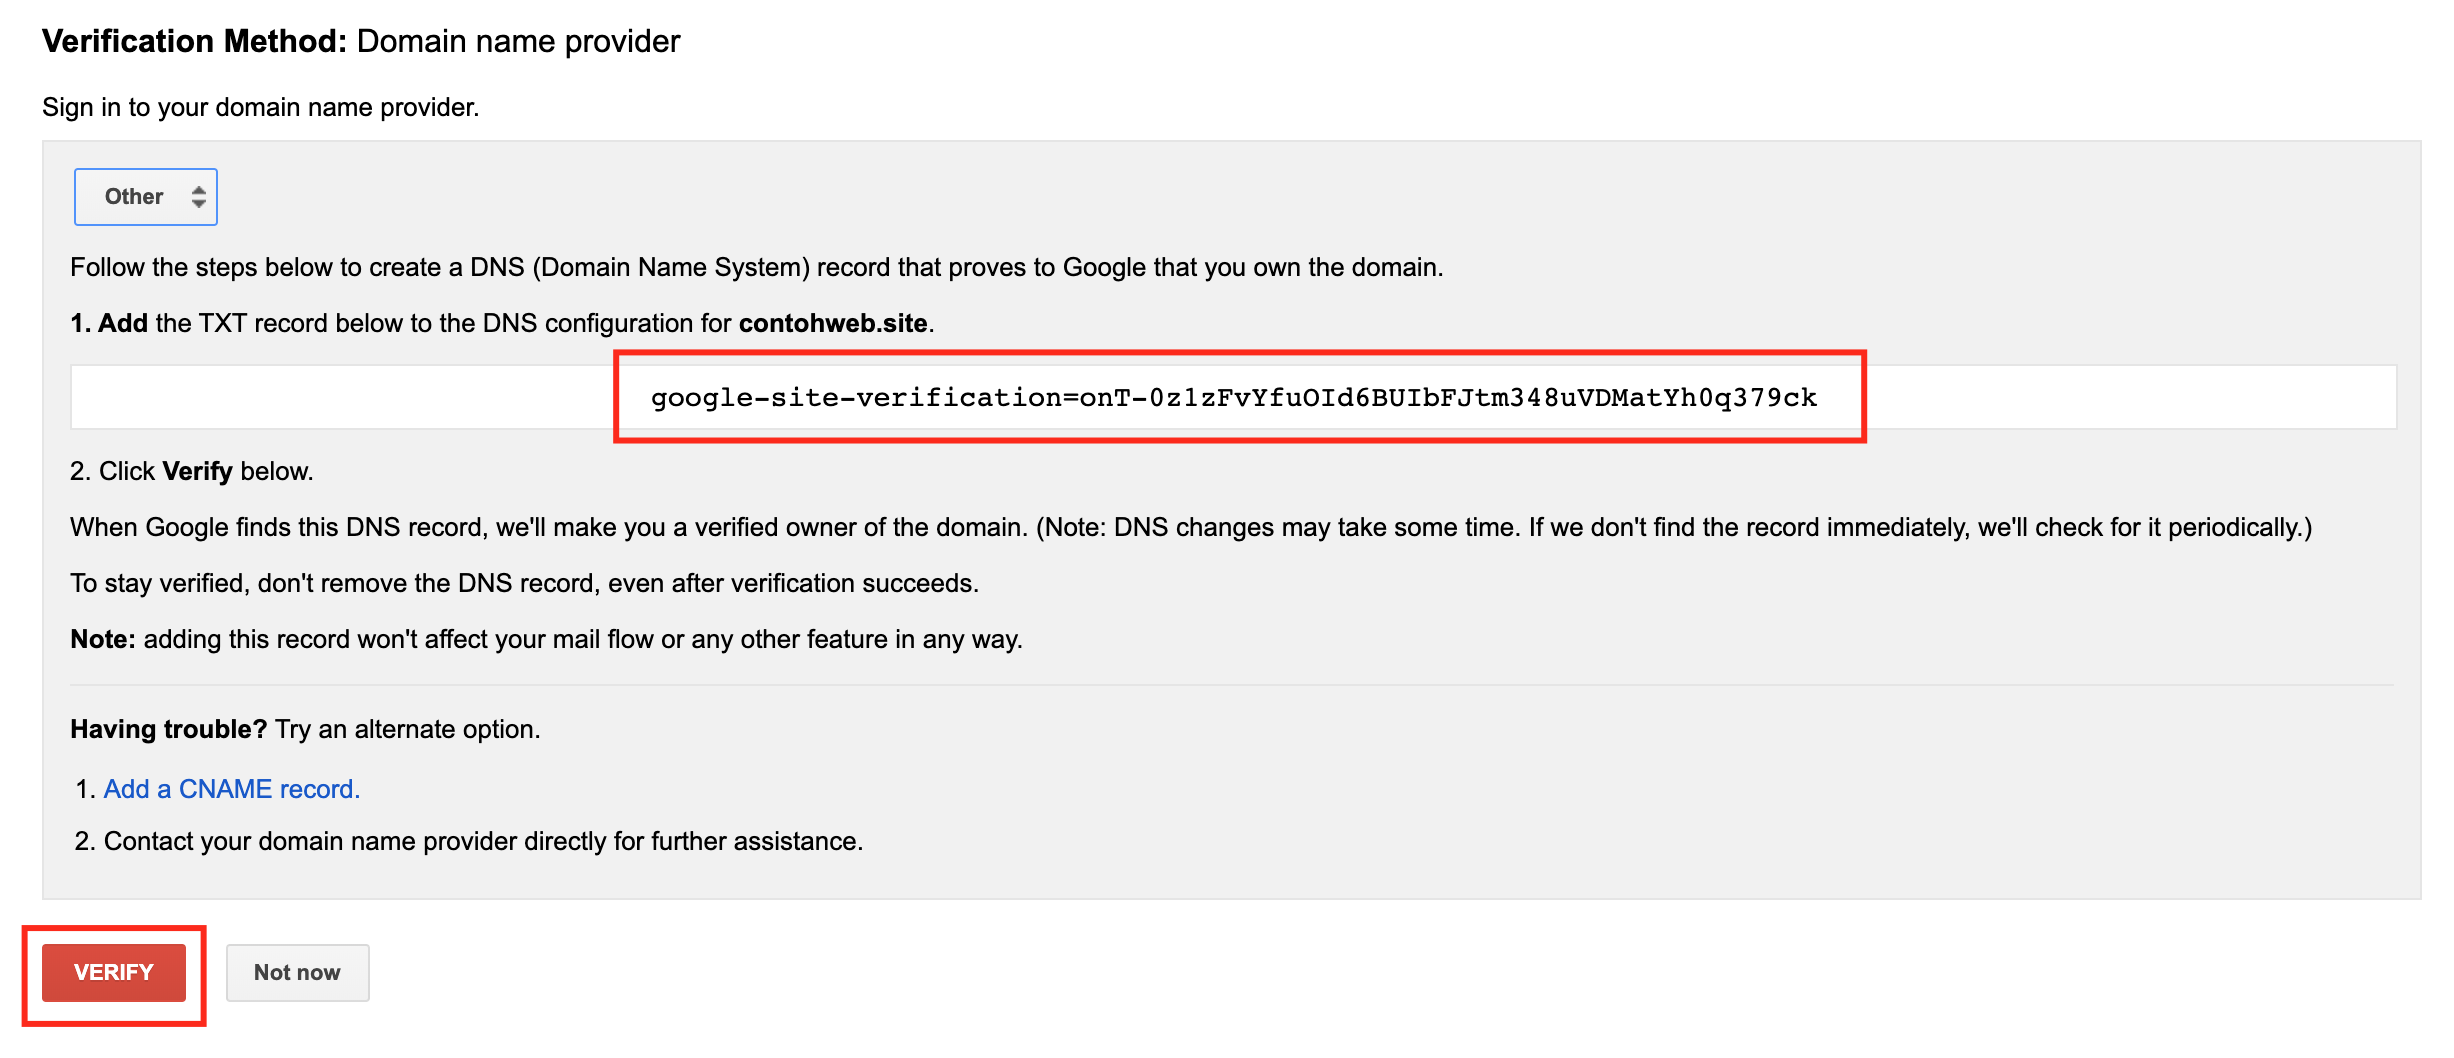 Verification Method: Domain name provider
Sign in to your domain name provider.
Other
Follow the steps below to create a DNS (Domain Name System) record that proves to Google that you own the domain.
1. Add the TXT record below to the DNS configuration for contohweb.site.
google-site-verification=onT-0z1zFvYfuOId6BUIbFJtm348uVDMatYh0q379ck
2. Click Verify below.
When Google finds this DNS record, we'll make you a verified owner of the domain. (Note: DNS changes may take some time. If we don't find the record immediately, we'll check for it periodically.)
To stay verified, don't remove the DNS record, even after verification succeeds.
Note: adding this record won't affect your mail flow or any other feature in any way.
Having trouble? Try an alternate option.
1. Add a CNAME record.
2. Contact your domain name provider directly for further assistance.
VERIFY Not now